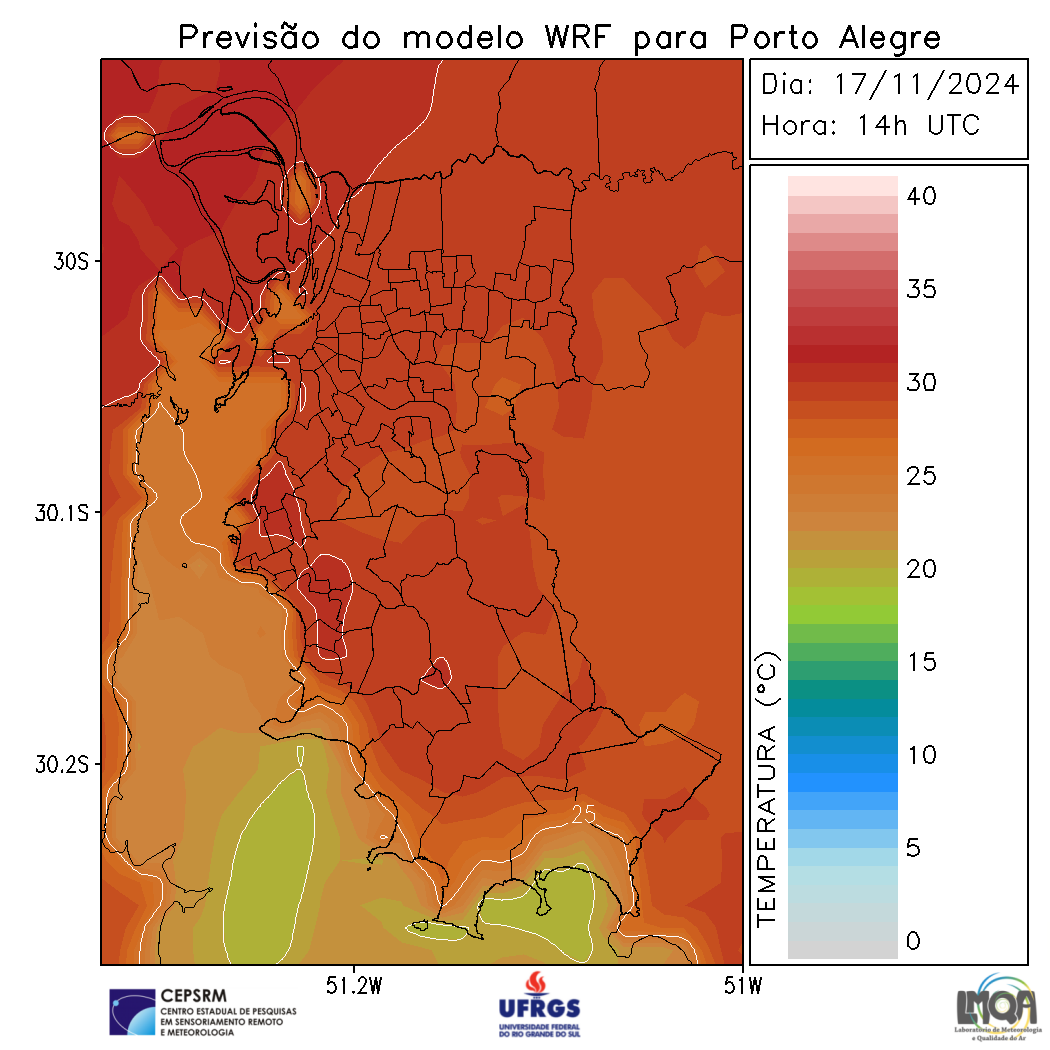 Previsão do modelo WRF para Porto Alegre
Dia: 17/11/2024
Hora: 14h UTC
30S
30.1S
30.2S
51.2W
51W
25
TEMPERATURA (°C)
40
35
30
25
20
15
10
5
0
CEPSRM
CENTRO ESTADUAL DE PESQUISAS
EM SENSORIAMENTO REMOTO
E METEOROLOGIA
UFRGS
UNIVERSIDADE FEDERAL
DO RIO GRANDE DO SUL
LMQA
Laboratório de Meteorologia
e Qualidade do Ar